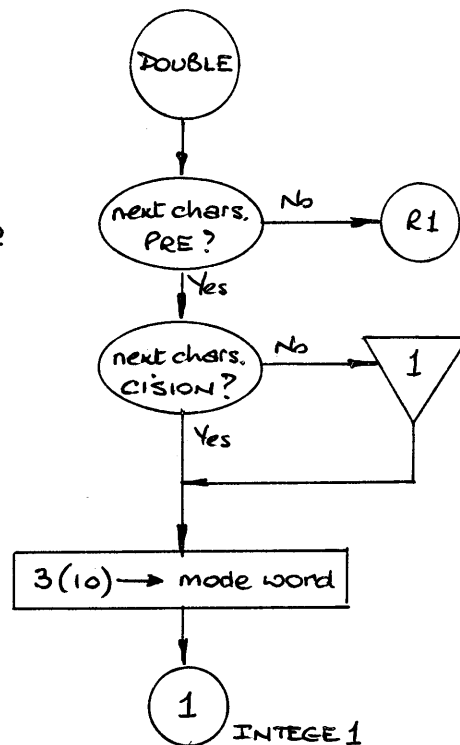 DOUBLE
next chars.
PRE?
No
R1
Yes
next chars.
CISION?
No
1
Yes
3(10) → mode word
1
INTEGE 1